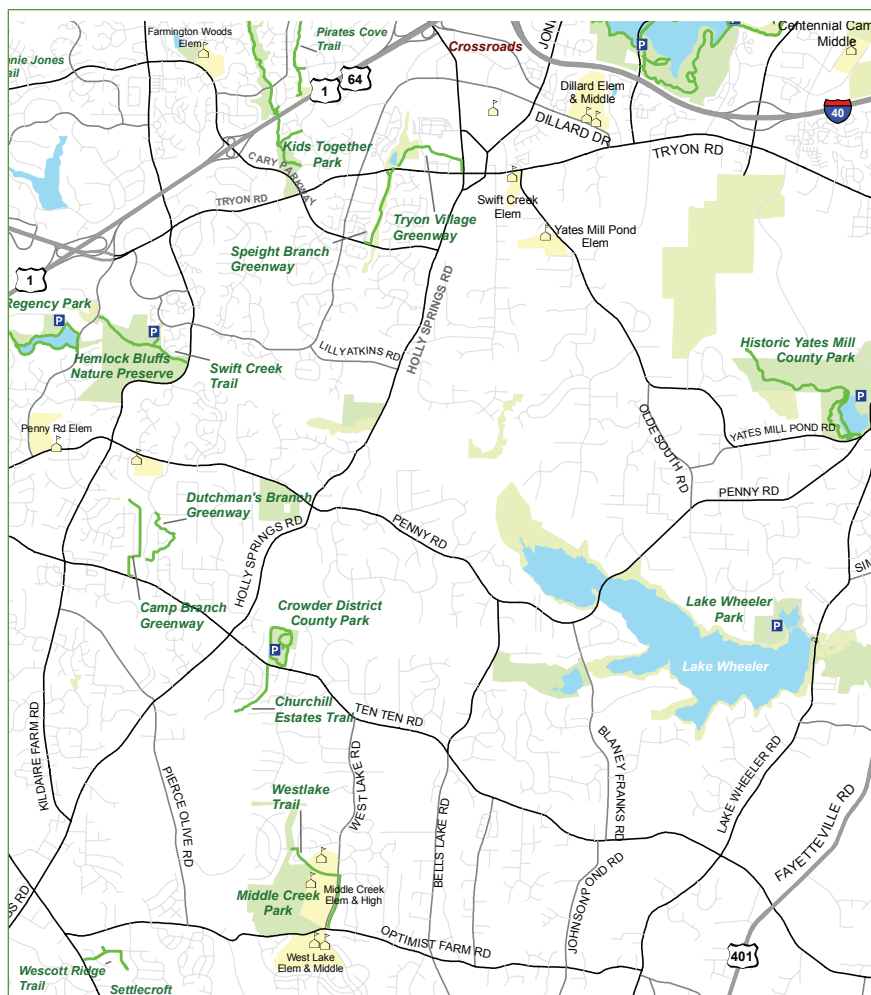 Farmington Woods
Elem
Pirates Cove
Trail
Crossroads
Centennial Cam
Middle
nie Jones
ail
64
1
Dillard Elem
& Middle
40
DILLARD DR
TRYON RD
Kids Together
Park
CARY PARKWAY
TRYON RD
Swift Creek
Elem
Tryon Village
Greenway
Yates Mill Pond
Elem
Speight Branch
Greenway
1
HOLLY SPRINGS RD
Regency Park
P
P
P
LILLYATKINS RD
Historic Yates Mill
County Park
Hemlock Bluffs
Nature Preserve
Swift Creek
Trail
P
OLDE SOUTH RD
YATES MILL POND RD
Penny Rd Elem
PENNY RD
Dutchman's Branch
Greenway
HOLLY SPRINGS RD
PENNY RD
SIM
Camp Branch
Greenway
Crowder District
County Park
P
Lake Wheeler
Park
P
Lake Wheeler
Churchill
Estates Trail
TEN TEN RD
KILDAIRE FARM RD
PIERCE OLIVE RD
WEST LAKE RD
BLANEY FRANKS RD
LAKE WHEELER RD
Westlake
Trail
BELLS LAKE RD
FAYETTEVILLE RD
Middle Creek
Elem & High
Middle Creek
Park
JOHNSON POND RD
SS RD
OPTIMIST FARM RD
West Lake
Elem & Middle
401
Wescott Ridge
Trail
Settlecroft